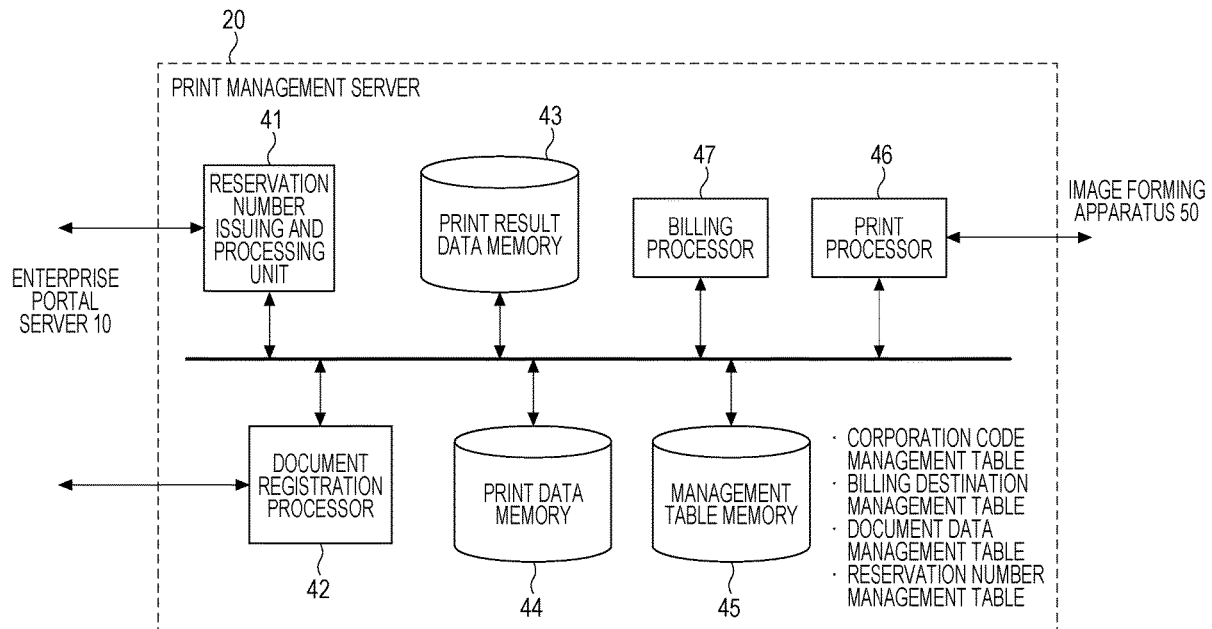 20
PRINT MANAGEMENT SERVER
41
RESERVATION
NUMBER
ISSUING AND
PROCESSING
UNIT
43
PRINT RESULT
DATA MEMORY
47
BILLING
PROCESSOR
46
PRINT
PROCESSOR
IMAGE FORMING
APPARATUS 50
ENTERPRISE
PORTAL
SERVER 10
DOCUMENT
REGISTRATION
PROCESSOR
42
PRINT DATA
MEMORY
44
MANAGEMENT
TABLE MEMORY
45
· CORPORATION CODE
MANAGEMENT TABLE
· BILLING DESTINATION
MANAGEMENT TABLE
· DOCUMENT DATA
MANAGEMENT TABLE
· RESERVATION NUMBER
MANAGEMENT TABLE